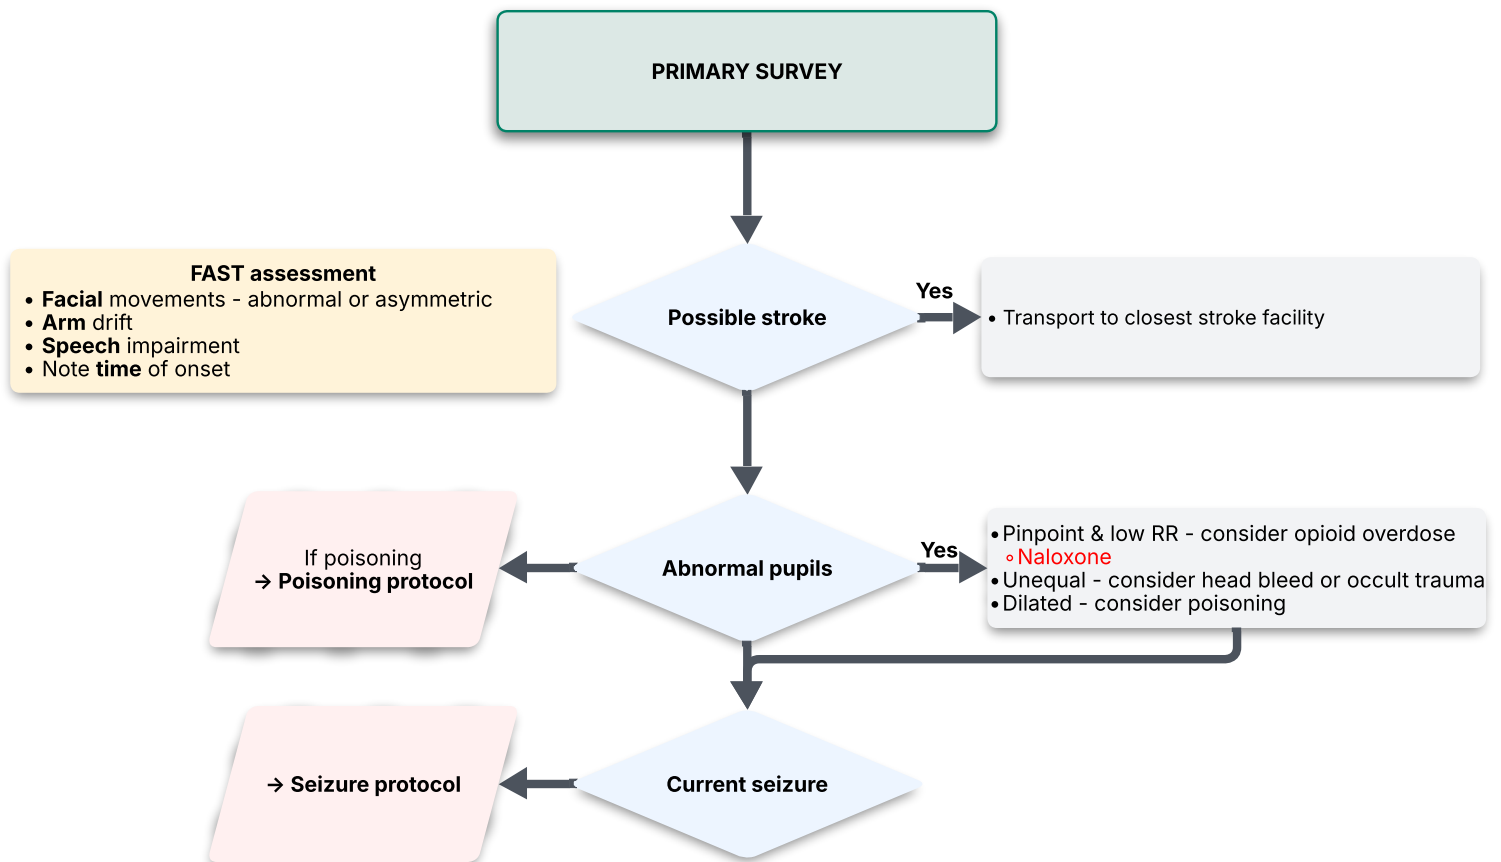 PRIMARY SURVEY
FAST assessment
• Facial movements - abnormal or asymmetric
• Arm drift
• Speech impairment
• Note time of onset
Possible stroke
Yes
• Transport to closest stroke facility
If poisoning
→ Poisoning protocol
Abnormal pupils
Yes
• Pinpoint & low RR - consider opioid overdose
◦ Naloxone
• Unequal - consider head bleed or occult trauma
• Dilated - consider poisoning
→ Seizure protocol
Current seizure